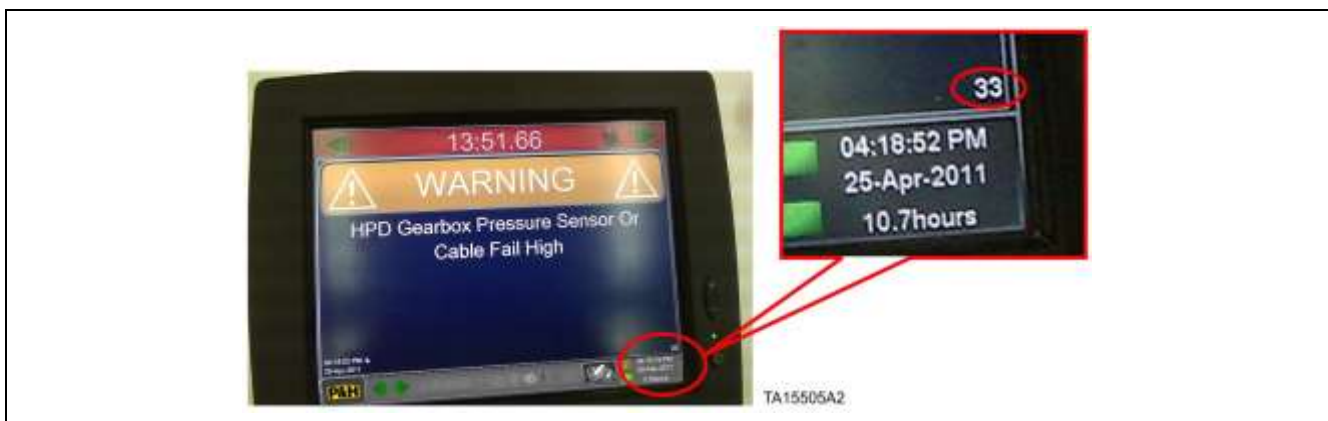 13:51.66
WARNING
HPD Gearbox Pressure Sensor Or
Cable Fail High
P&H
33
04:18:52 PM
25-Apr-2011
10.7hours
TA15505A2